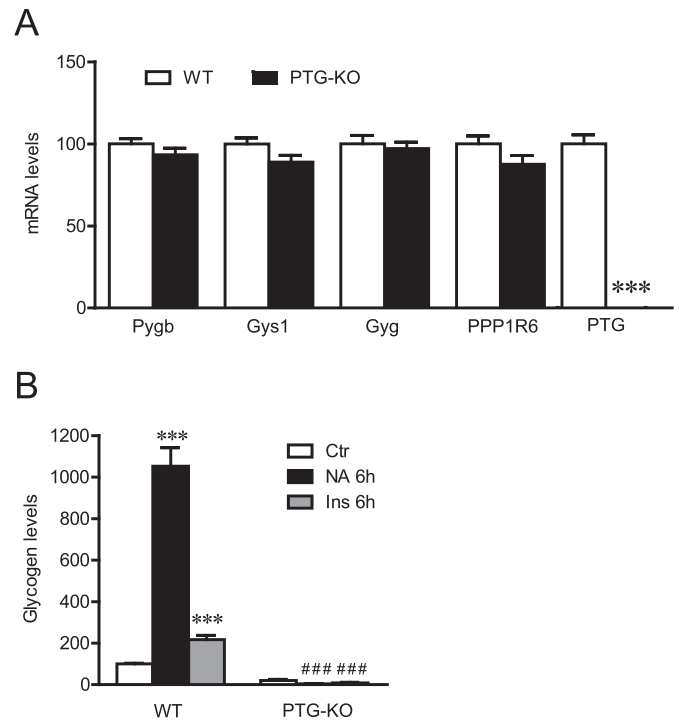 A
150
100
50
0
mRNA levels
WT
PTG-KO
***
Pygb
Gys1
Gyg
PPP1R6
PTG
B
1200
1000
800
600
400
200
0
Glycogen levels
Ctr
NA 6h
Ins 6h
***
***
### ###
WT
PTG-KO